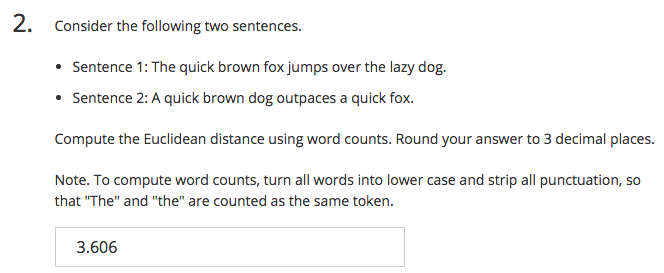 2. Consider the following two sentences.
• Sentence 1: The quick brown fox jumps over the lazy dog.
• Sentence 2: A quick brown dog outpaces a quick fox.
Compute the Euclidean distance using word counts. Round your answer to 3 decimal places.
Note. To compute word counts, turn all words into lower case and strip all punctuation, so
that "The" and "the" are counted as the same token.
3.606